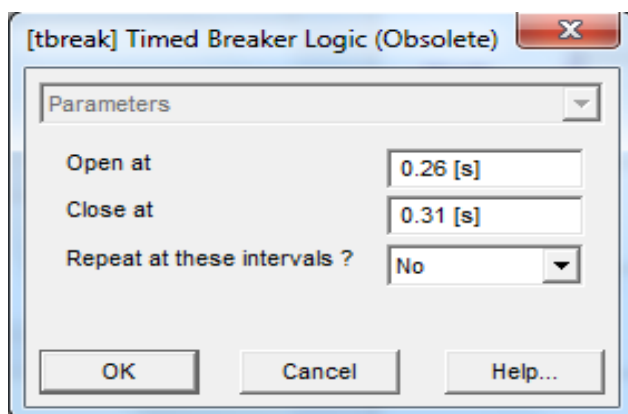 [tbreak] Timed Breaker Logic (Obsolete)
Parameters
Open at 0.26 [s]
Close at 0.31 [s]
Repeat at these intervals ? No
OK Cancel Help...